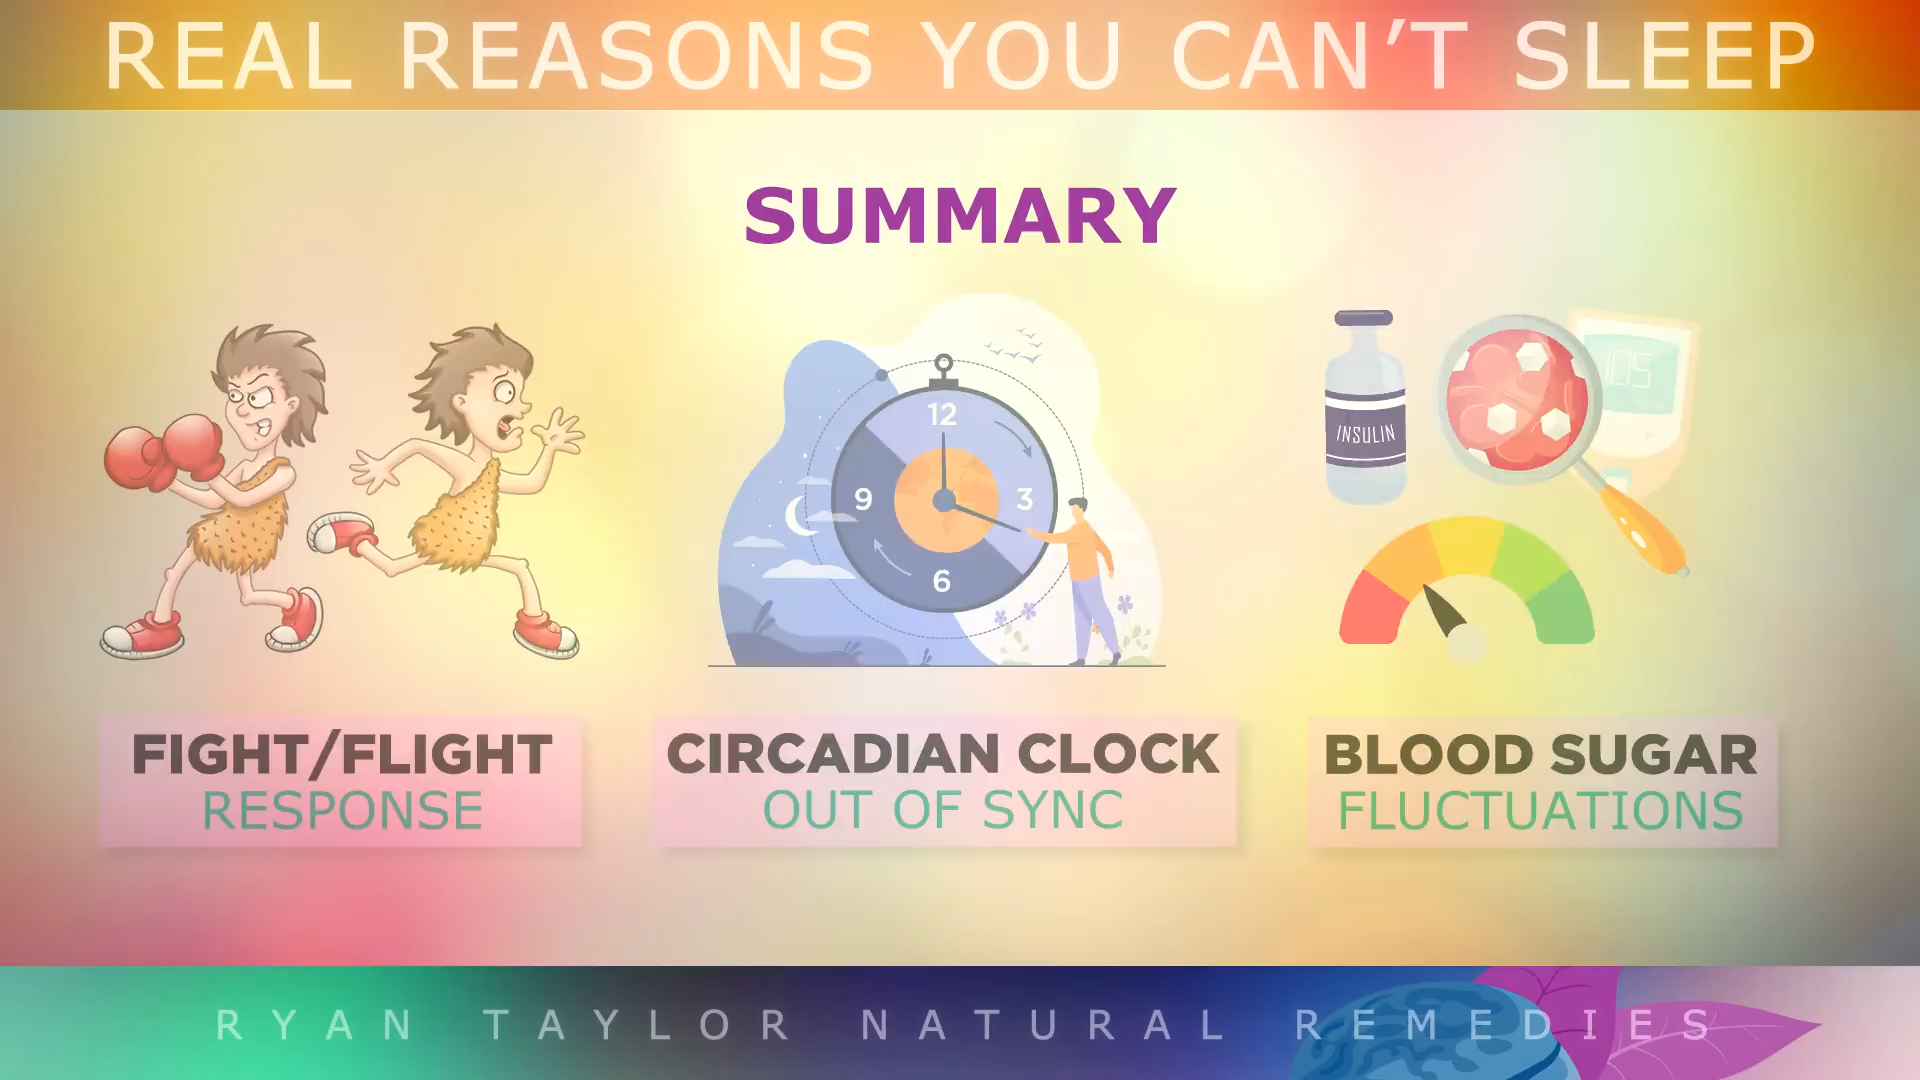 REAL REASONS YOU CAN'T SLEEP
SUMMARY
12
3
6
9
INSULIN
105
FIGHT/FLIGHT
RESPONSE
CIRCADIAN CLOCK
OUT OF SYNC
BLOOD SUGAR
FLUCTUATIONS
RYAN TAYLOR NATURAL REMEDIES